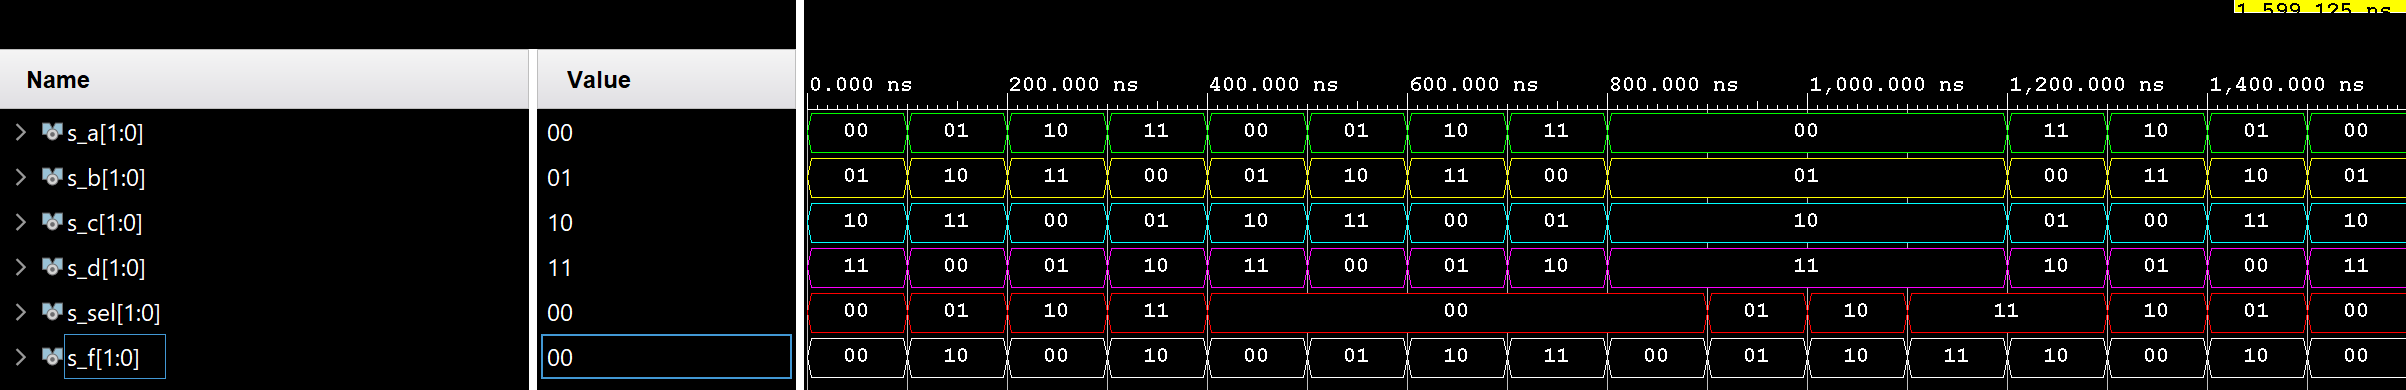 1,599.125 ns
Name Value
0.000 ns 200.000 ns 400.000 ns 600.000 ns 800.000 ns 1,000.000 ns 1,200.000 ns 1,400.000 ns
s_a[1:0] 00 00 01 10 11 00 01 10 11 00 11 10 01 00
s_b[1:0] 01 01 10 11 00 01 10 11 00 01 00 11 10 01
s_c[1:0] 10 10 11 00 01 10 11 00 01 10 01 00 11 10
s_d[1:0] 11 11 00 01 10 11 00 01 10 11 10 01 00 11
s_sel[1:0] 00 00 01 10 11 00 01 10 11 10 01 00
s_f[1:0] 00 00 10 00 10 00 01 10 11 00 01 10 11 10 00 10 00